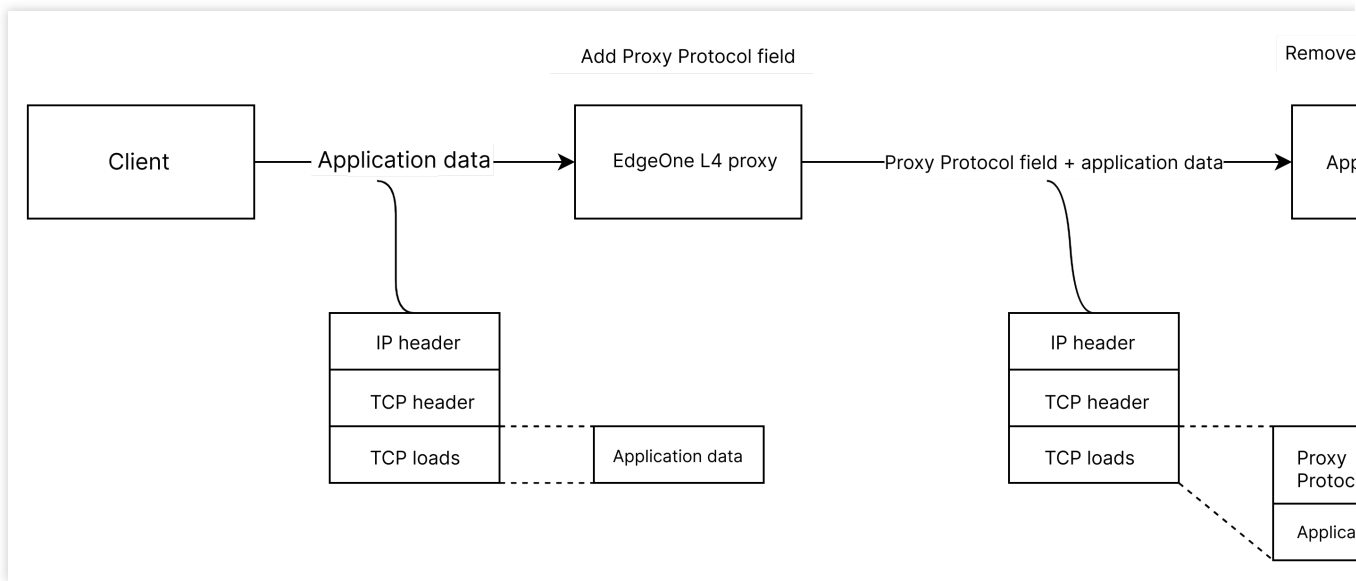 Add Proxy Protocol field
Remove
Client
Application data
EdgeOne L4 proxy
Proxy Protocol field + application data
IP header
TCP header
TCP loads
Application data
IP header
TCP header
TCP loads
Proxy